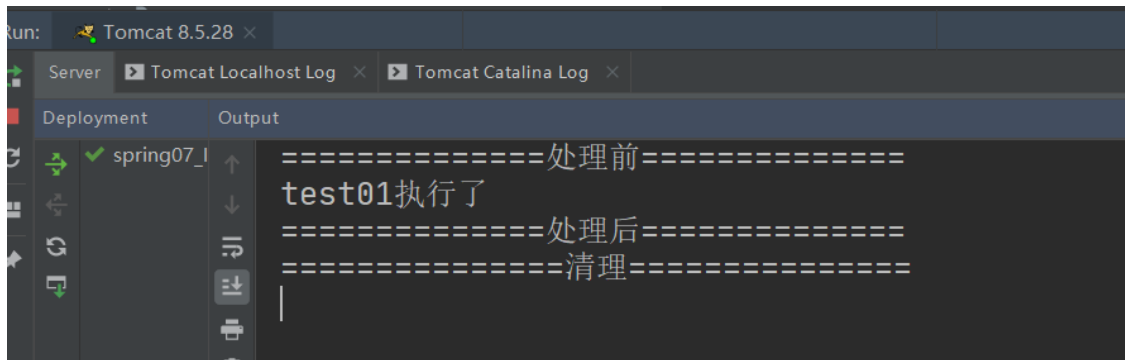 Run:
Tomcat 8.5.28
Server
Tomcat Localhost Log
Tomcat Catalina Log
Deployment
Output
spring07_
==============处理前==============
test01执行了
==============处理后==============
===============清理===============